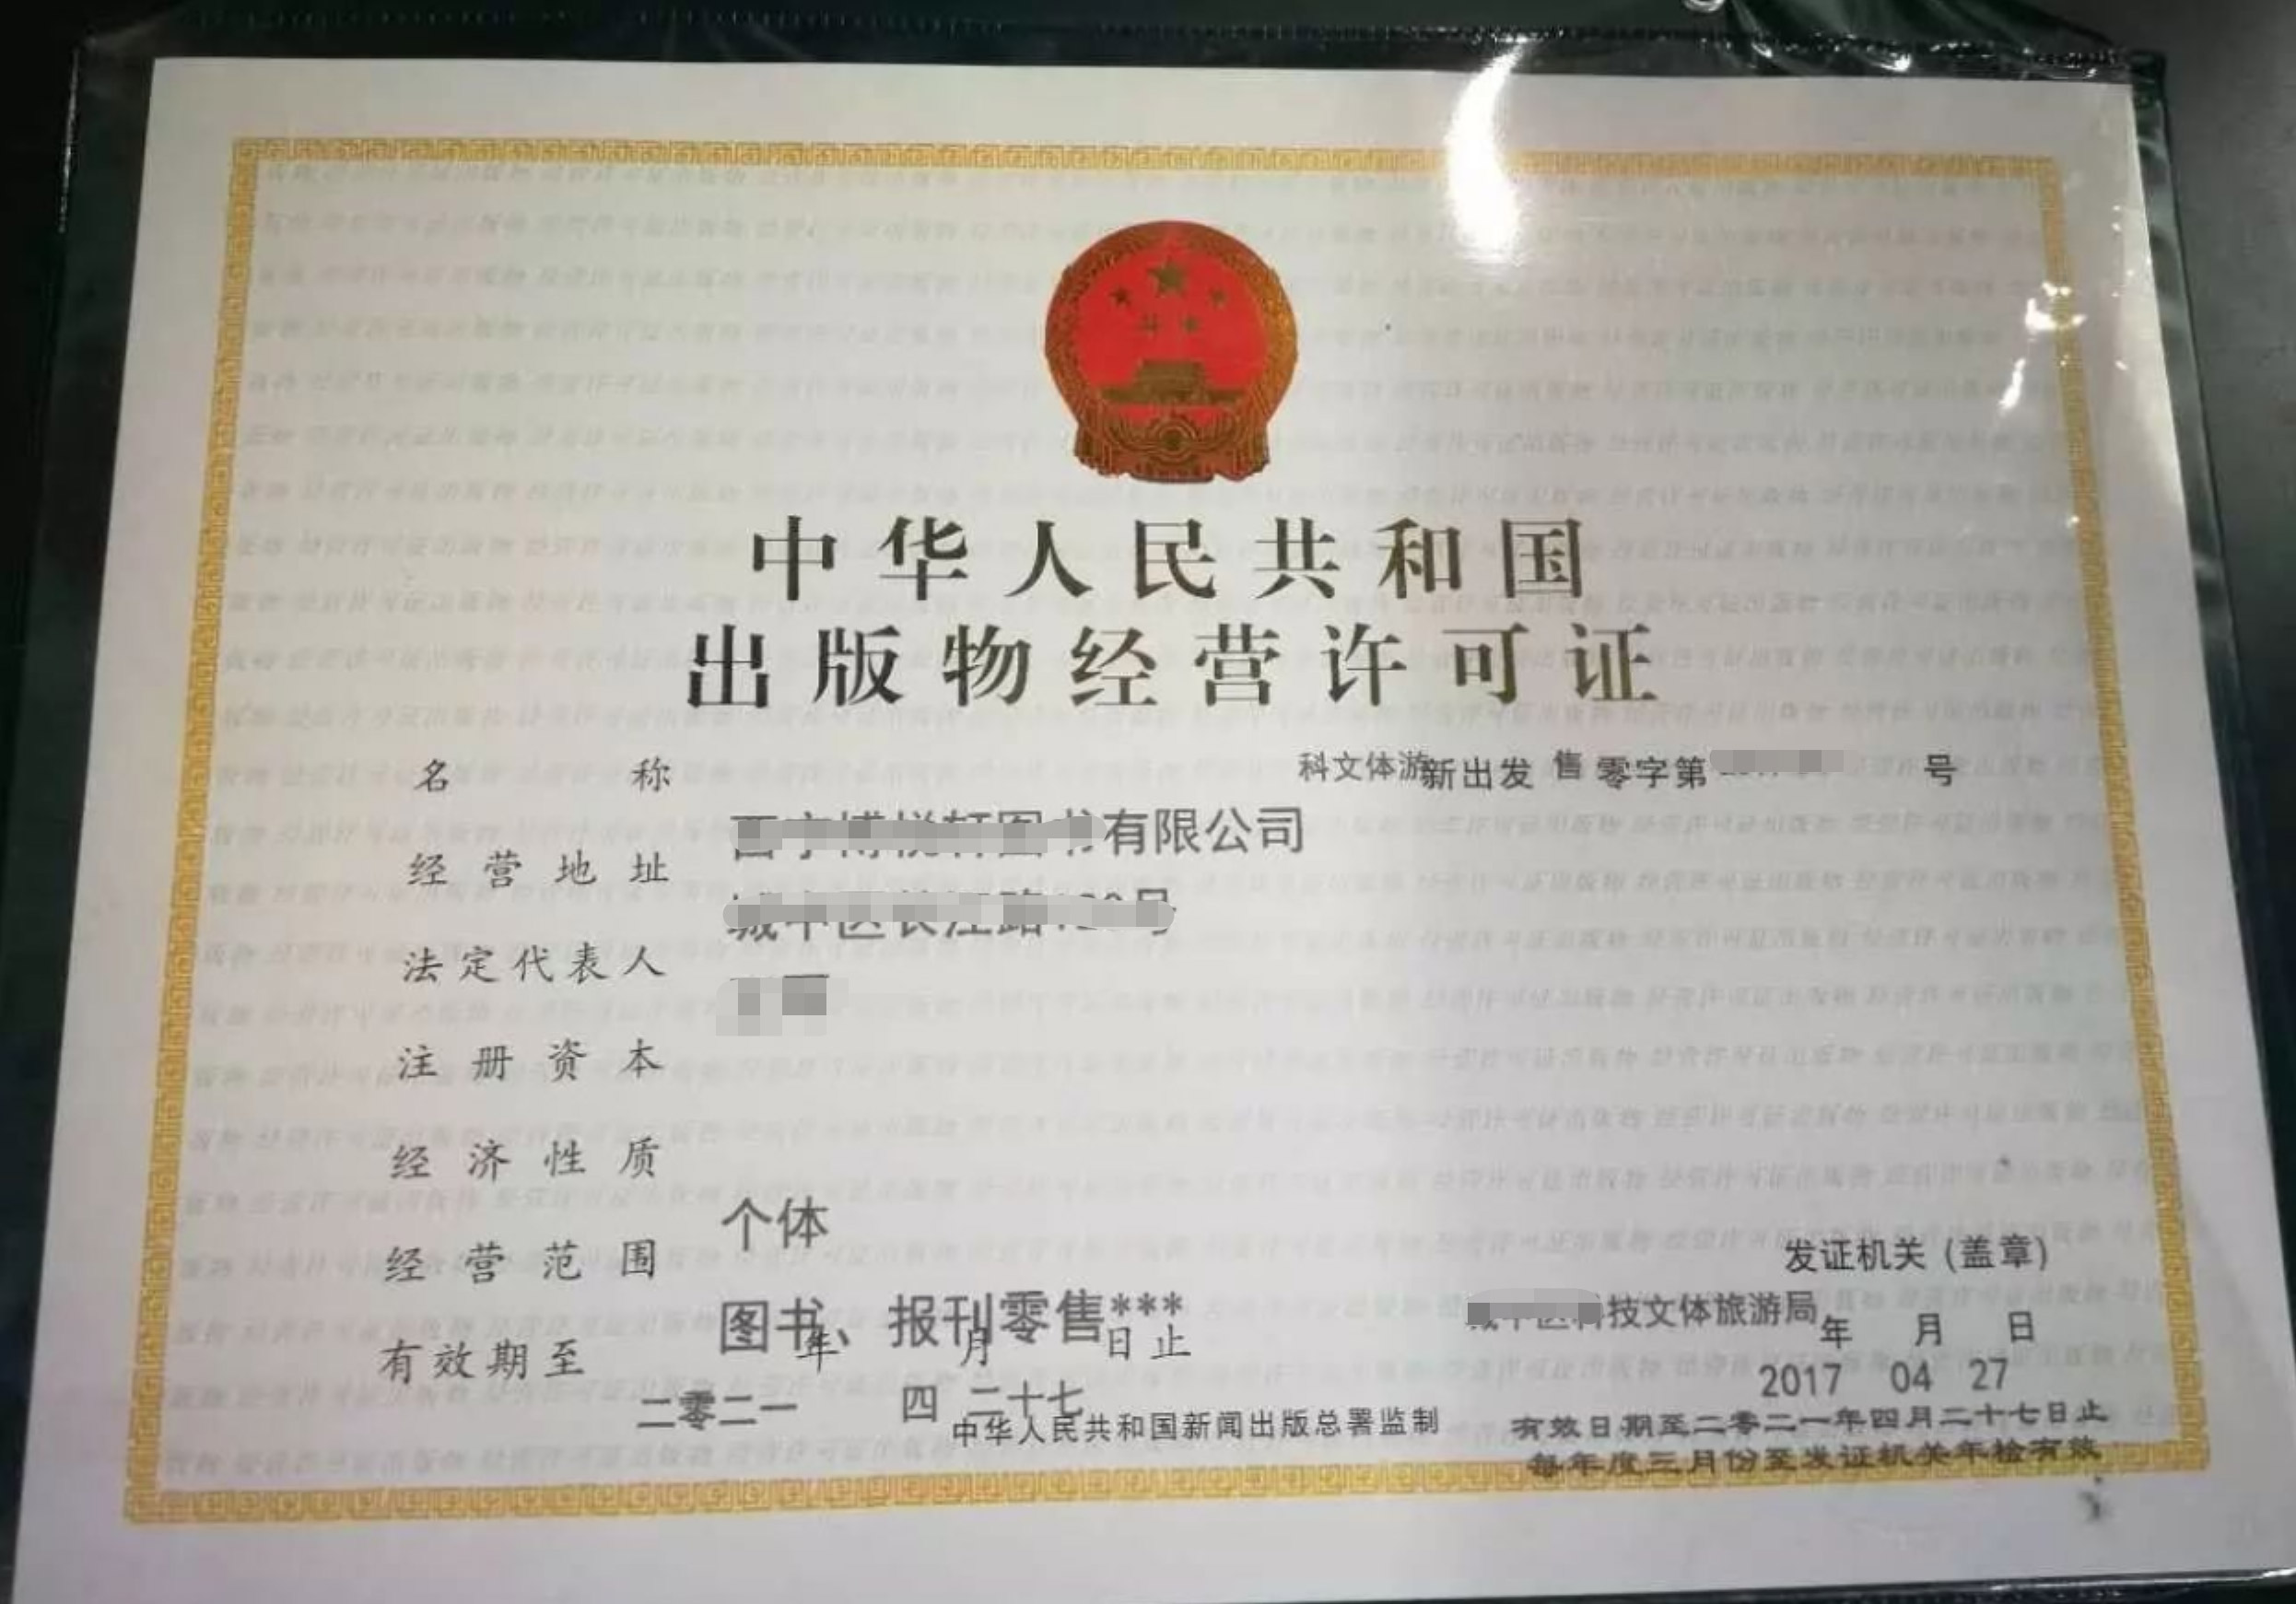 中华人民共和国
出版物经营许可证
科文体游新出发 售 零字第 号
名 称
有限公司
经营地址
法定代表人
注册资本
经济性质
个体
经营范围
图书、报刊零售***
有效期至 年 月 日止
二零二一 四 二十七
发证机关(盖章)
科技文体旅游局
年 月 日
2017 04 27
中华人民共和国新闻出版总署监制
有效日期至二零二一年四月二十七日止
每年度三月份至发证机关年检有效